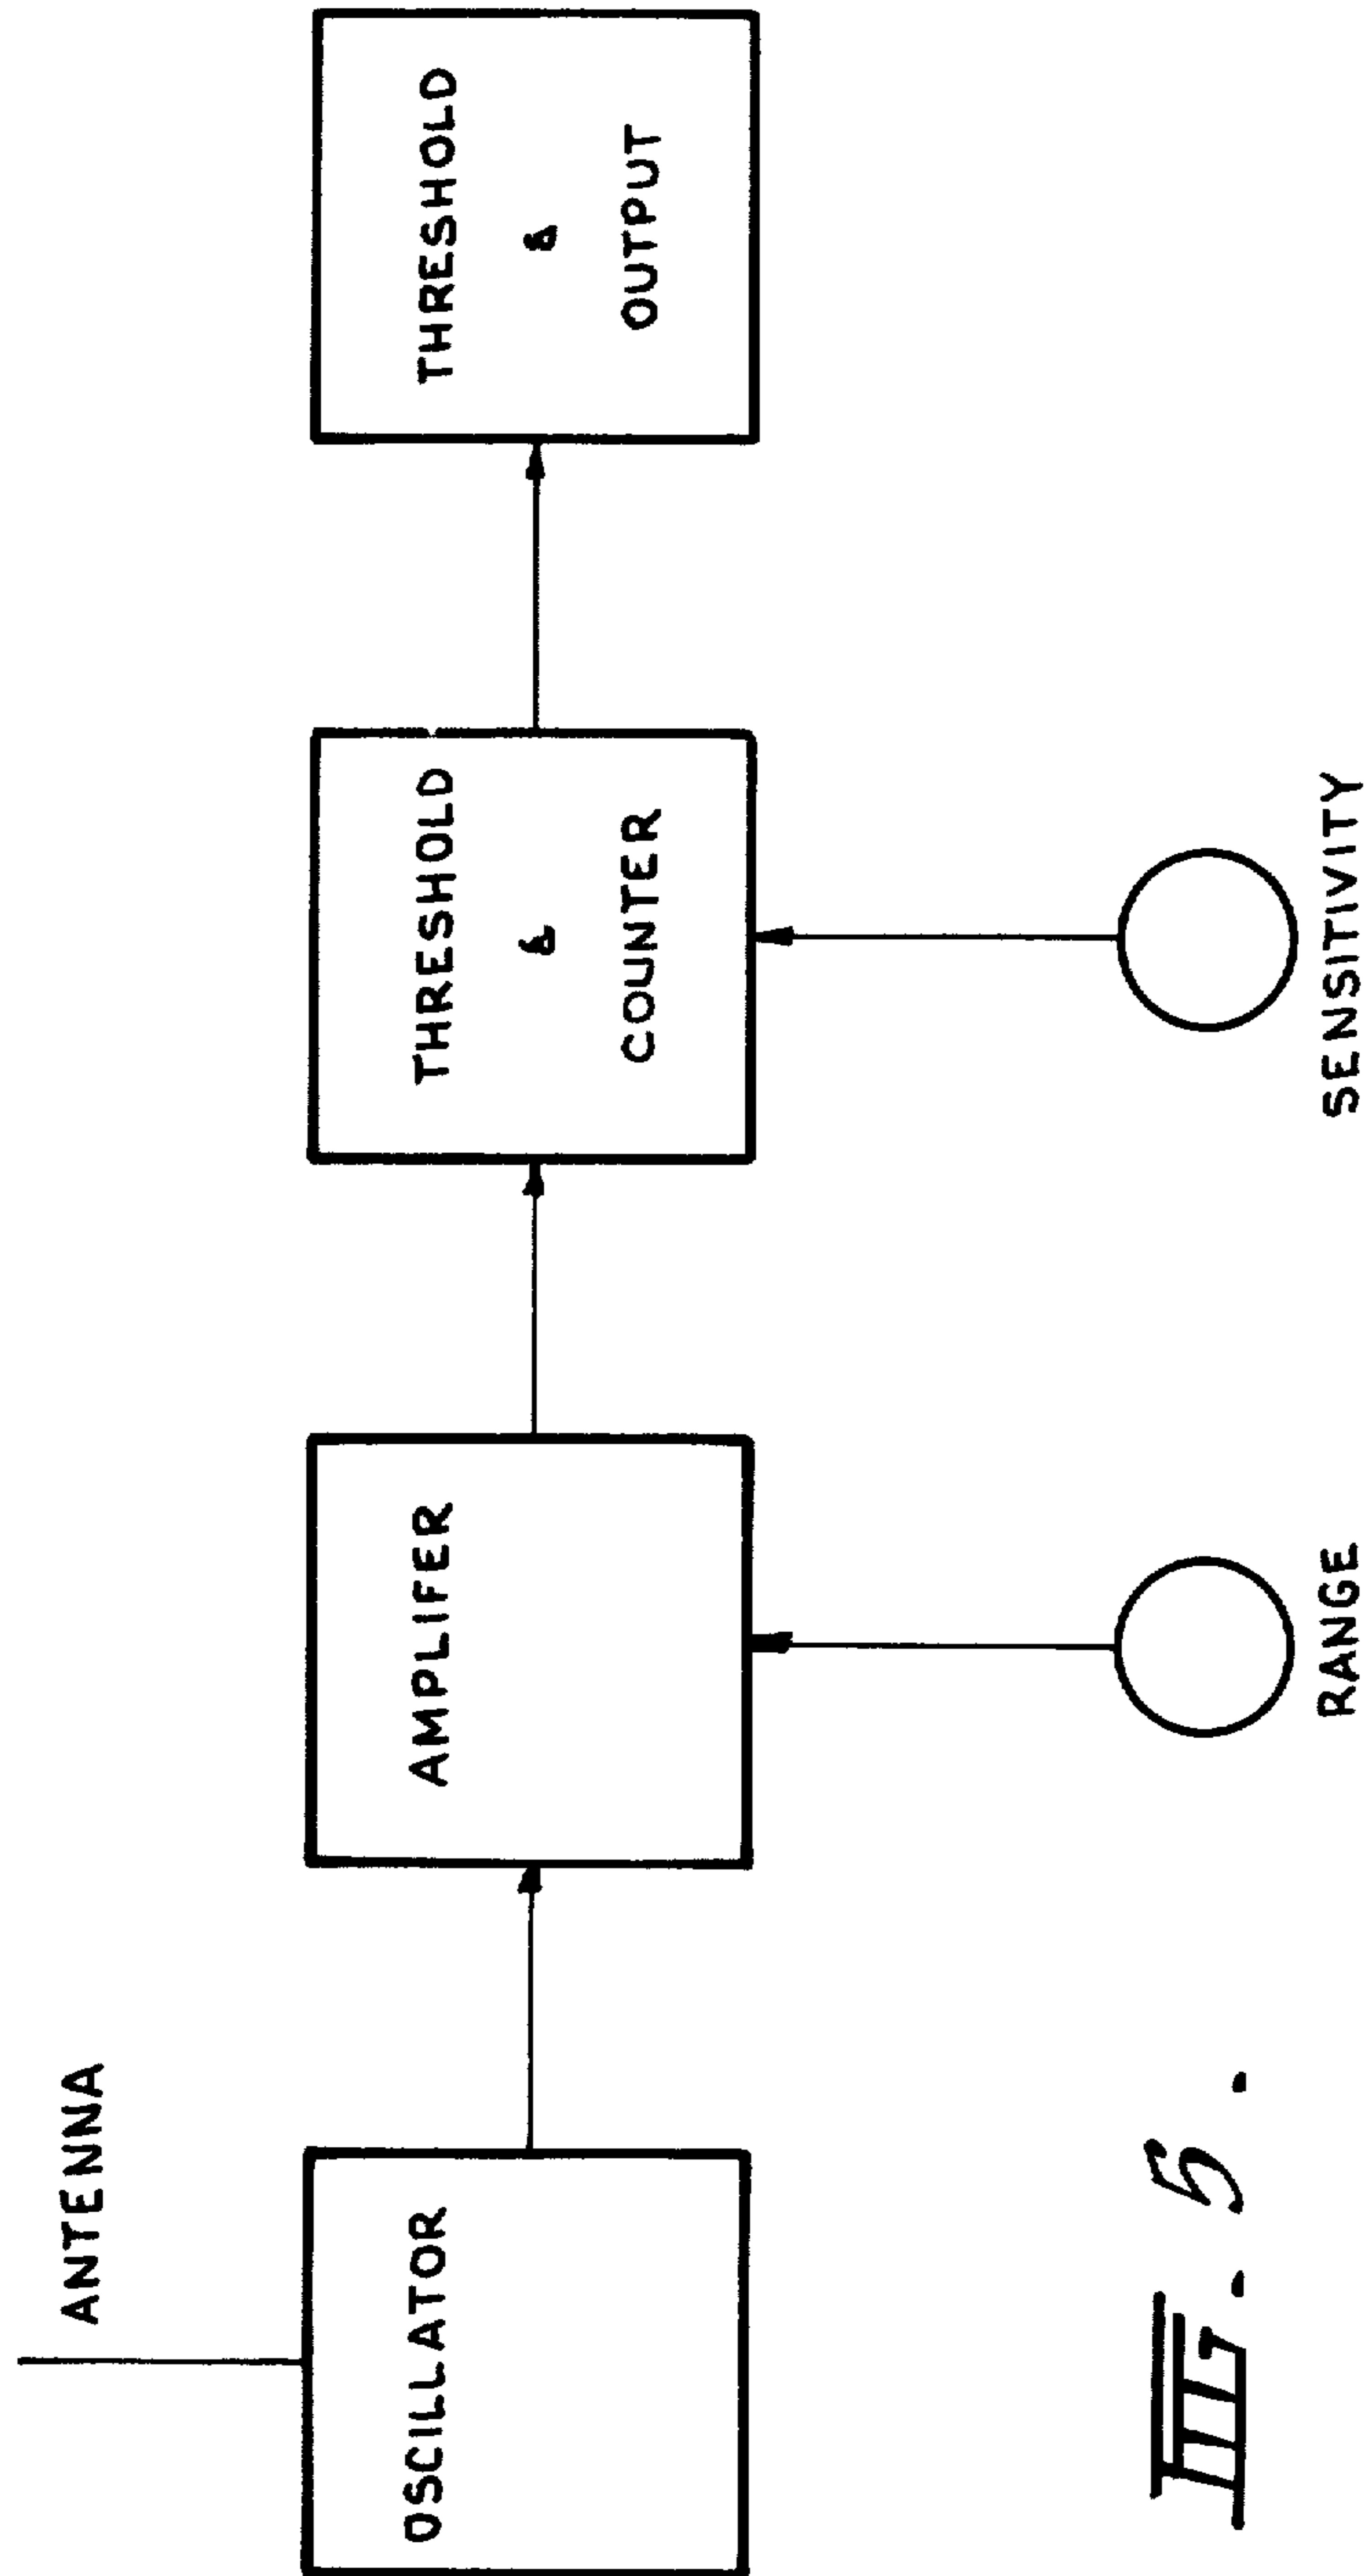 ANTENNA
OSCILLATOR
AMPLIFER
THRESHOLD
&
COUNTER
THRESHOLD
&
OUTPUT
RANGE
SENSITIVITY
FIG. 5.